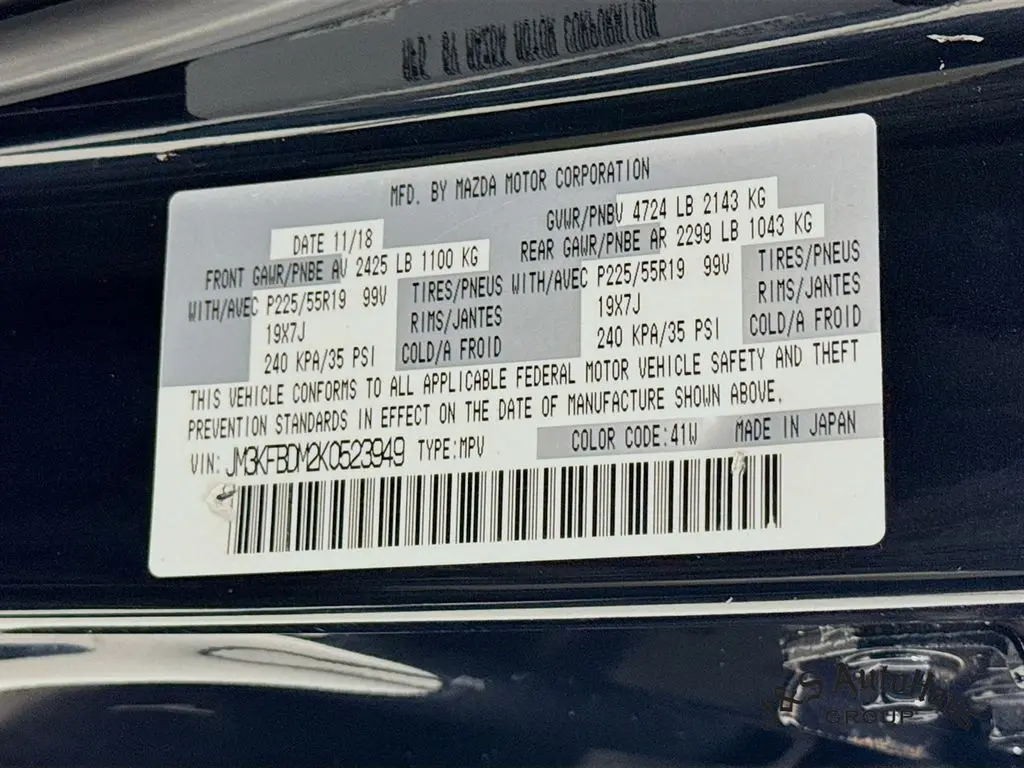 MFD. BY MAZDA MOTOR CORPORATION
DATE 11/18 GVWR/PNBV 4724 LB 2143 KG
FRONT GAWR/PNBE AV 2425 LB 1100 KG REAR GAWR/PNBE AR 2299 LB 1043 KG
WITH/AVEC P225/55R19 99V TIRES/PNEUS WITH/AVEC P225/55R19 99V TIRES/PNEUS
19X7J RIMS/JANTES 19X7J RIMS/JANTES
240 KPA/35 PSI COLD/A FROID 240 KPA/35 PSI COLD/A FROID
THIS VEHICLE CONFORMS TO ALL APPLICABLE FEDERAL MOTOR VEHICLE SAFETY AND THEFT
PREVENTION STANDARDS IN EFFECT ON THE DATE OF MANUFACTURE SHOWN ABOVE.
VIN: JM3KFBDM2K0523949 TYPE:MPV COLOR CODE:41W MADE IN JAPAN
GROUP